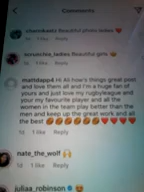 Comments
charnikantz Beautiful photo ladies
1d 1 like Reply
scrunchie_ladies Beautiful girls
1d Reply
mattdapp4 Hi Ali how's things great post
and love them all and I'm a huge fan of
yours and just love my rugbyleague and
your my favourite player and all the
women in the team play better than the
men and keep up the great work and all
the best
1d 1 like Reply
nate_the_wolf
1d 1 like Reply
juliaa_robinson